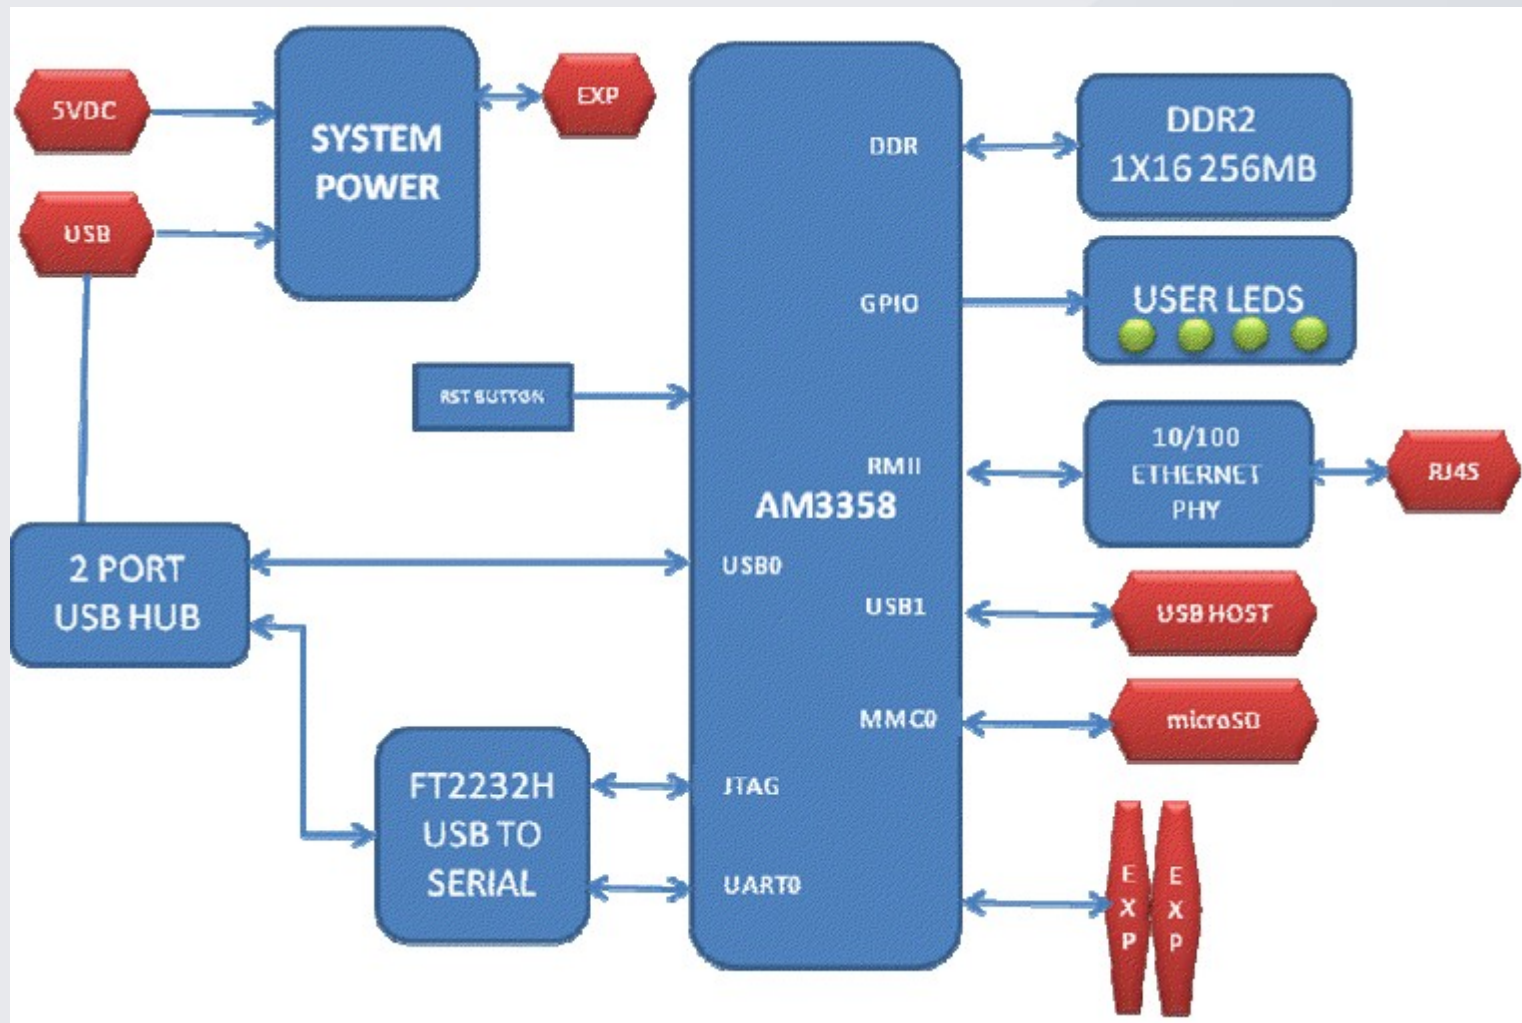 5VDC
USB
SYSTEM
POWER
EXP
RST BUTTON
2 PORT
USB HUB
FT2232H
USB TO
SERIAL
DDR
GPIO
RMII
AM3358
USB0
USB1
MMC0
JTAG
UART0
DDR2
1X16 256MB
USER LEDS
10/100
ETHERNET
PHY
RJ45
USB HOST
microSD
EXP
EXP